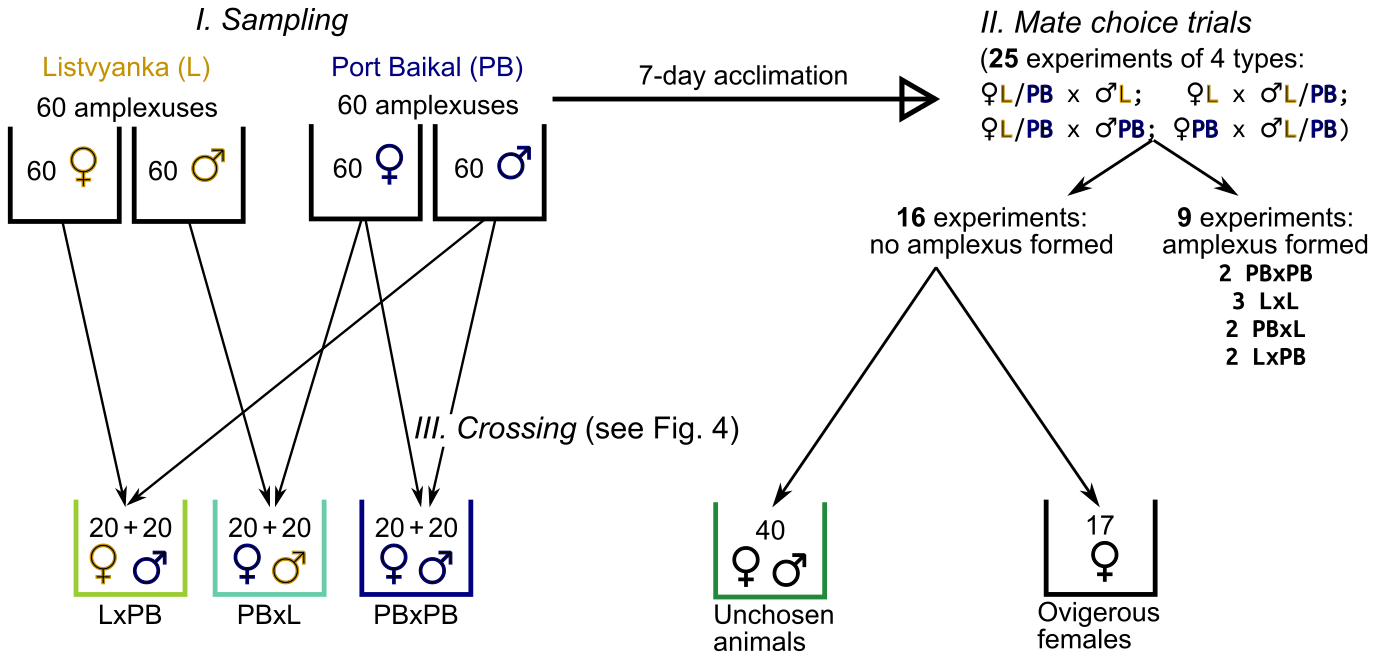 I. Sampling
Listvyanka (L)
60 amplexuses
60 ♀
60 ♂
Port Baikal (PB)
60 amplexuses
60 ♀
60 ♂
7-day acclimation
II. Mate choice trials
(25 experiments of 4 types:
♀L/PB x ♂L; ♀L x ♂L/PB;
♀L/PB x ♂PB; ♀PB x ♂L/PB)
16 experiments:
no amplexus formed
9 experiments:
amplexus formed
2 PBxPB
3 LxL
2 PBxL
2 LxPB
III. Crossing (see Fig. 4)
20 + 20
♀ ♂
LxPB
20 + 20
♀ ♂
PBxL
20 + 20
♀ ♂
PBxPB
40
♀ ♂
Unchosen
animals
17
♀
Ovigerous
females